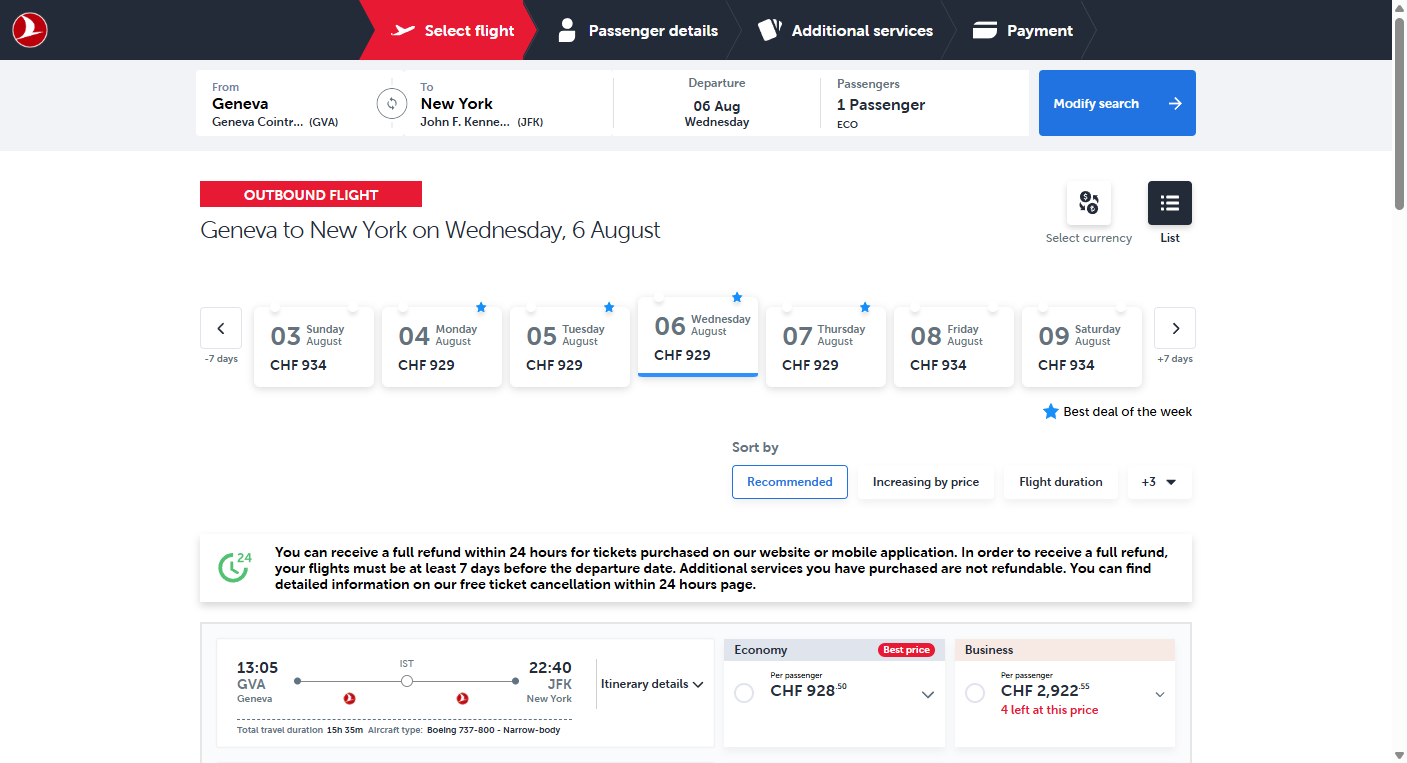 Select flight
Passenger details
Additional services
Payment
From
Geneva
Geneva Cointr... (GVA)
To
New York
John F. Kenne... (JFK)
Departure
06 Aug
Wednesday
Passengers
1 Passenger
ECO
Modify search
OUTBOUND FLIGHT
Geneva to New York on Wednesday, 6 August
Select currency
List
-7 days
03 Sunday August
CHF 934
04 Monday August
CHF 929
05 Tuesday August
CHF 929
06 Wednesday August
CHF 929
07 Thursday August
CHF 929
08 Friday August
CHF 934
09 Saturday August
CHF 934
+7 days
Best deal of the week
Sort by
Recommended
Increasing by price
Flight duration
+3
24
You can receive a full refund within 24 hours for tickets purchased on our website or mobile application. In order to receive a full refund,
your flights must be at least 7 days before the departure date. Additional services you have purchased are not refundable. You can find
detailed information on our free ticket cancellation within 24 hours page.
13:05
GVA
Geneva
IST
22:40
JFK
New York
Total travel duration 15h 35m Aircraft type: Boeing 737-800 - Narrow-body
Itinerary details
Economy
Best price
Per passenger
CHF 928.50
Business
Per passenger
CHF 2,922.55
4 left at this price